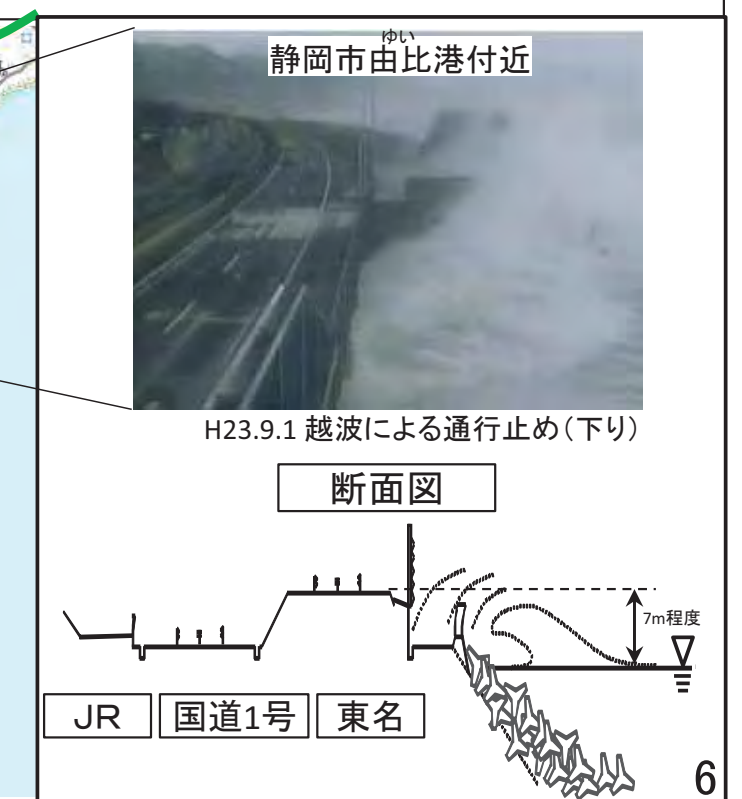 ゆい
静岡市由比港付近
H23.9.1 越波による通行止め(下り)
断面図
7m程度
JR 国道1号 東名
6